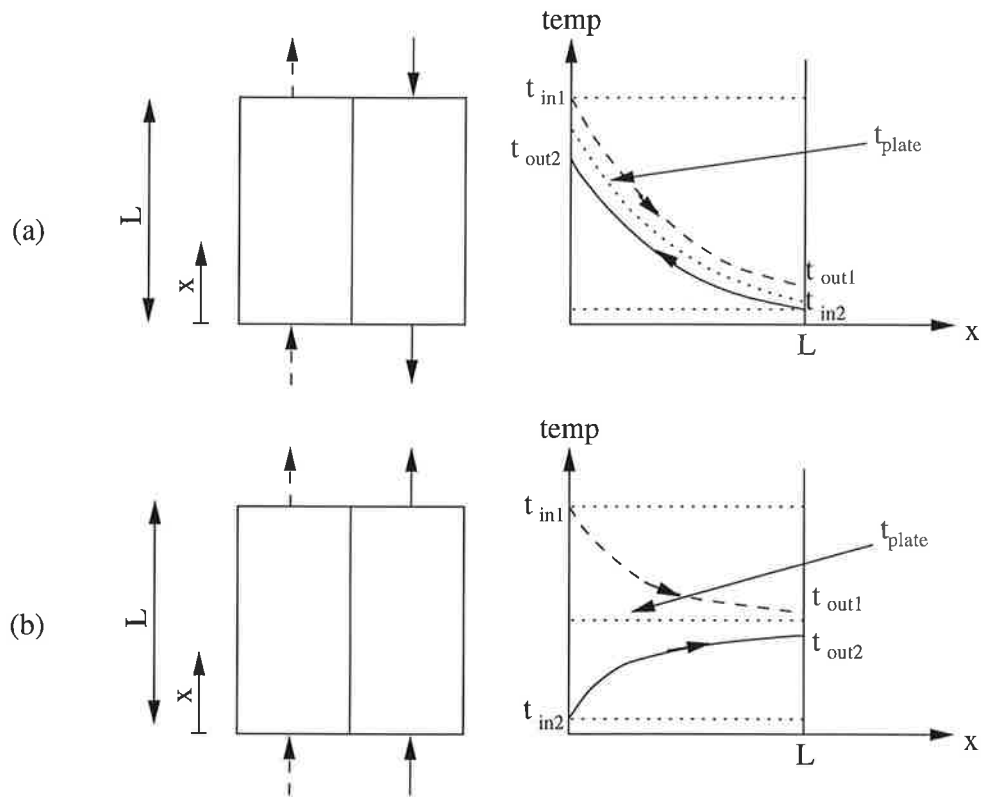 (a)
L
x
temp
t in1
t out2
t plate
t out1
t in2
L
x
(b)
L
x
temp
t in1
t plate
t out1
t out2
t in2
L
x